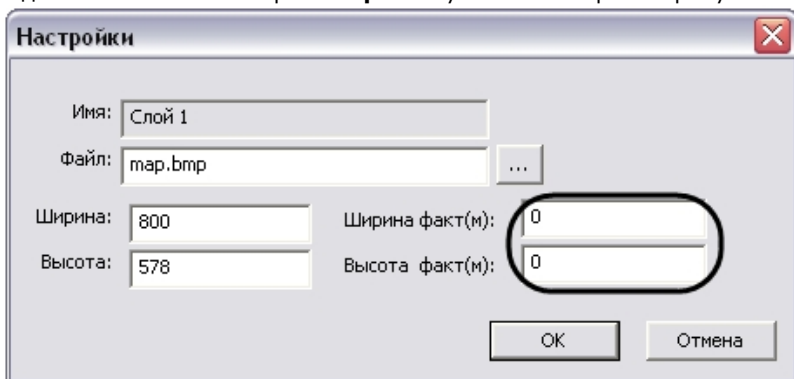 Настройки
Имя: Слой 1
Файл: map.bmp ...
Ширина: 800 Ширина факт(м): 0
Высота: 578 Высота факт(м): 0
OK Отмена